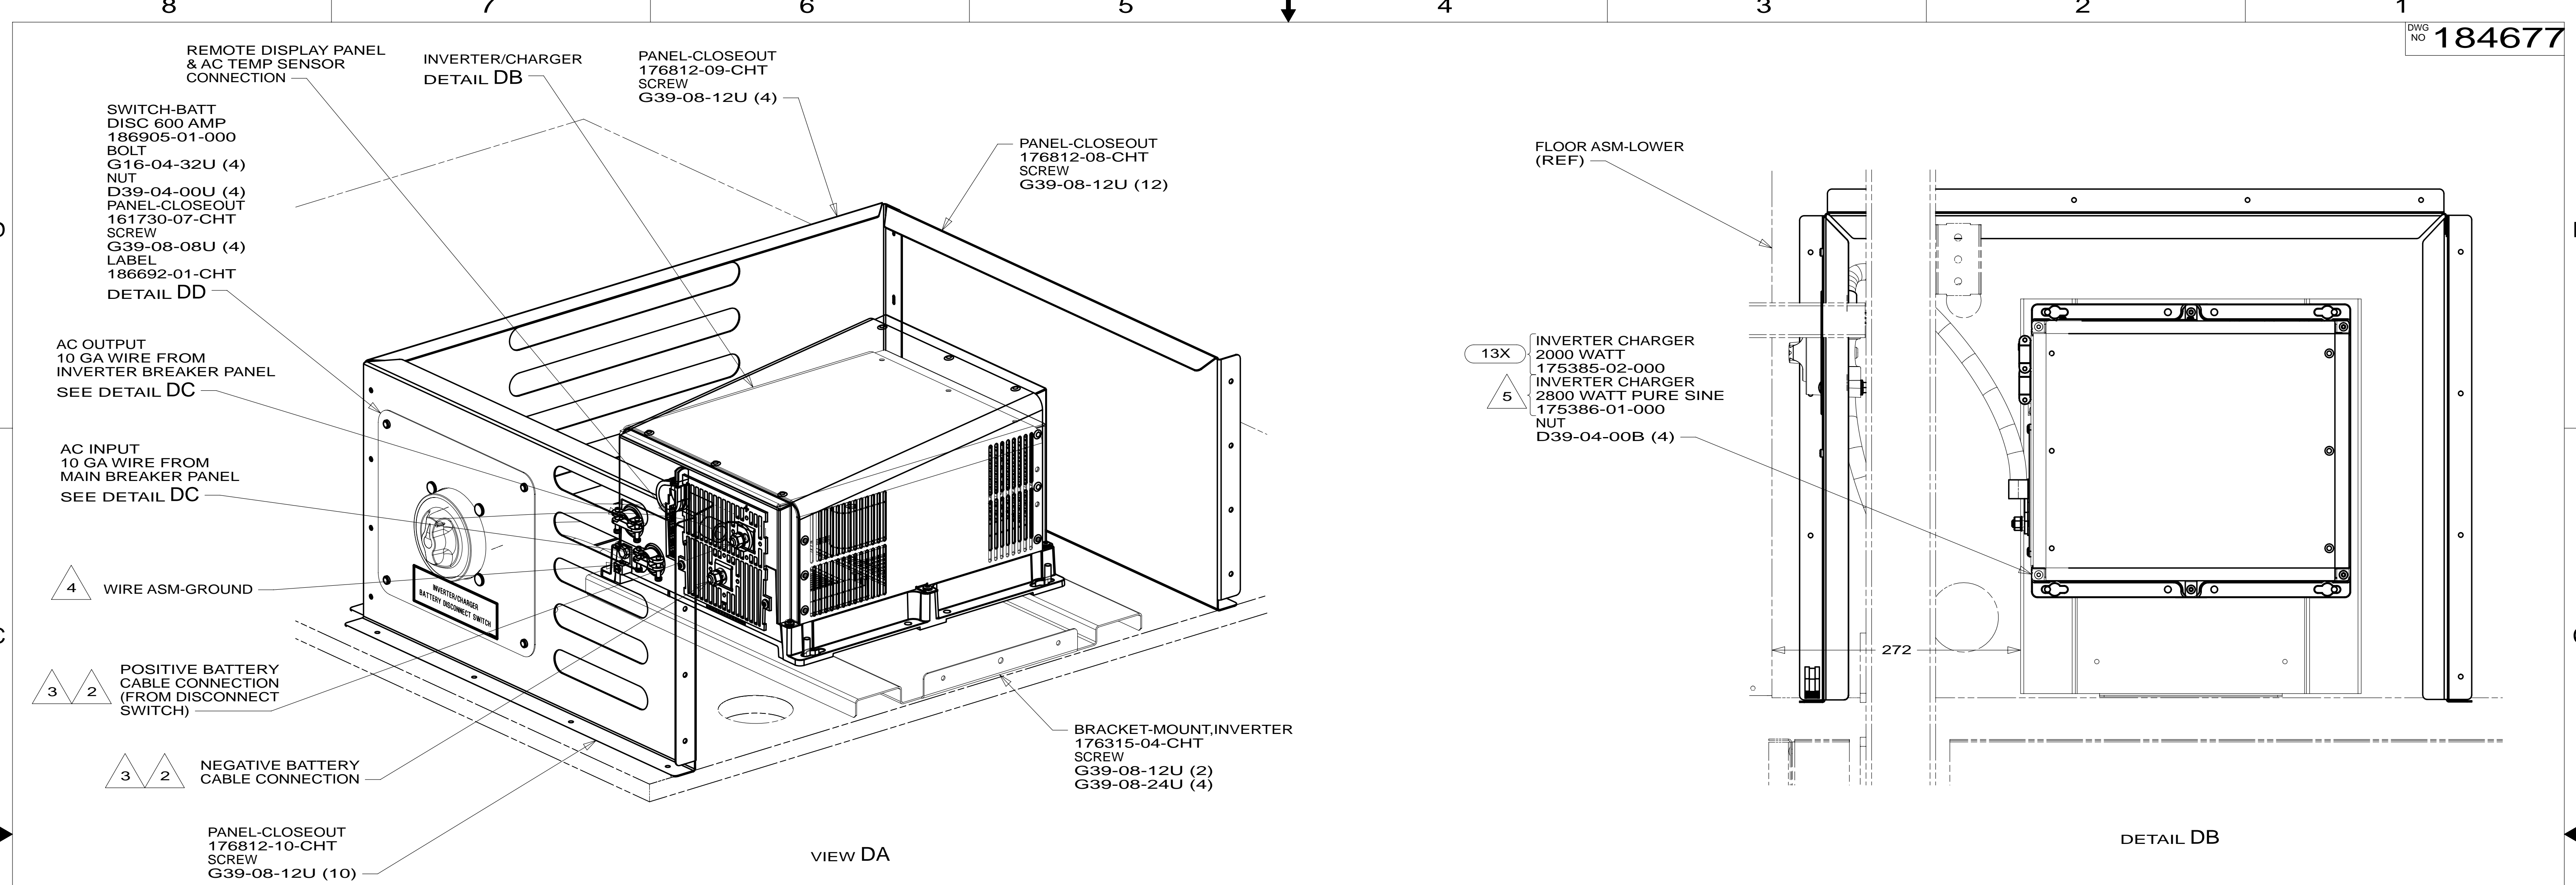 8
7
6
5
4
3
2
1
DWG
NO 184677
REMOTE DISPLAY PANEL
& AC TEMP SENSOR
CONNECTION
INVERTER/CHARGER
DETAIL DB
PANEL-CLOSEOUT
176812-09-CHT
SCREW
G39-08-12U (4)
PANEL-CLOSEOUT
176812-08-CHT
SCREW
G39-08-12U (12)
SWITCH-BATT
DISC 600 AMP
186905-01-000
BOLT
G16-04-32U (4)
NUT
D39-04-00U (4)
PANEL-CLOSEOUT
161730-07-CHT
SCREW
G39-08-08U (4)
LABEL
186692-01-CHT
DETAIL DD
AC OUTPUT
10 GA WIRE FROM
INVERTER BREAKER PANEL
SEE DETAIL DC
AC INPUT
10 GA WIRE FROM
MAIN BREAKER PANEL
SEE DETAIL DC
4
WIRE ASM-GROUND
INVERTER/CHARGER
BATTERY DISCONNECT SWITCH
3 2
POSITIVE BATTERY
CABLE CONNECTION
(FROM DISCONNECT
SWITCH)
3 2
NEGATIVE BATTERY
CABLE CONNECTION
PANEL-CLOSEOUT
176812-10-CHT
SCREW
G39-08-12U (10)
BRACKET-MOUNT,INVERTER
176315-04-CHT
SCREW
G39-08-12U (2)
G39-08-24U (4)
VIEW DA
FLOOR ASM-LOWER
(REF)
13X
INVERTER CHARGER
2000 WATT
175385-02-000
5
INVERTER CHARGER
2800 WATT PURE SINE
175386-01-000
NUT
D39-04-00B (4)
272
DETAIL DB